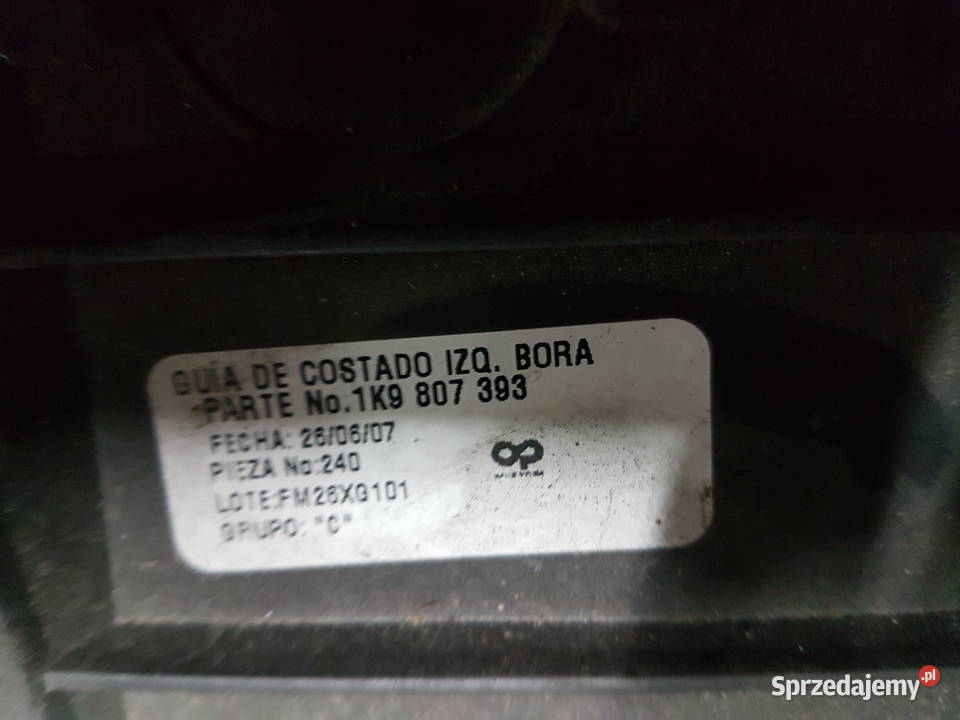 GUIA DE COSTADO IZQ. BORA
PARTE No.1K9 807 393
FECHA: 26/06/07
PIEZA No:240
LOTE:FM26XG101
GRUPO: "C"
Sprzedajemy.pl